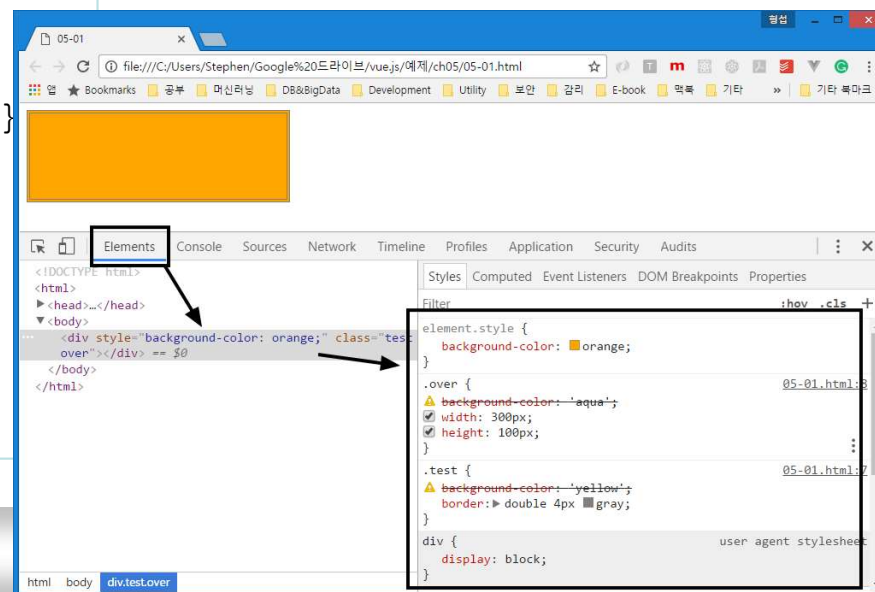 형섭
05-01
file:///C:/Users/Stephen/Google%20드라이브/vue.js/예제/ch05/05-01.html
앱 Bookmarks 공부 머신러닝 DB&BigData Development Utility 보안 감리 E-book 맥북 기타 » 기타 북마크
}
Elements Console Sources Network Timeline Profiles Application Security Audits
Styles Computed Event Listeners DOM Breakpoints Properties
Filter :hov .cls +
<!DOCTYPE html>
<html>
<head>…</head>
<body>
<div style="background-color: orange;" class="test
over"></div> == $0
</body>
</html>
element.style {
background-color: orange;
}
.over { 05-01.html:8
background-color: 'aqua';
width: 300px;
height: 100px;
}
.test { 05-01.html:7
background-color: 'yellow';
border: double 4px gray;
}
div { user agent stylesheet
display: block;
}
html body div.test.over